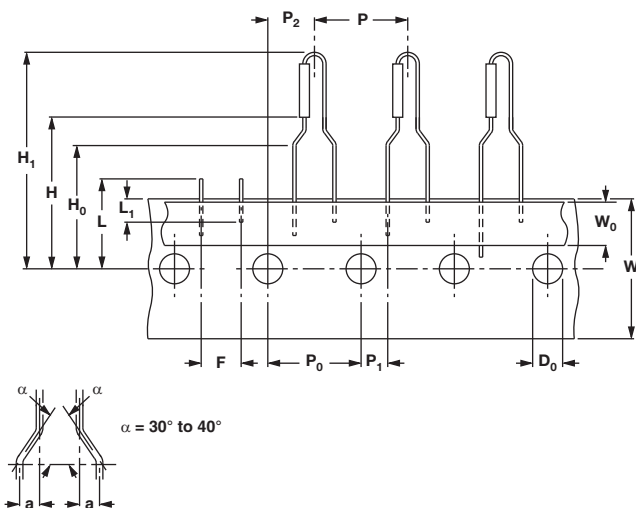 P₂ P
H₁
H
H₀
L
L₁
W₀
W
F P₀ P₁ D₀
α α
α = 30° to 40°
a a